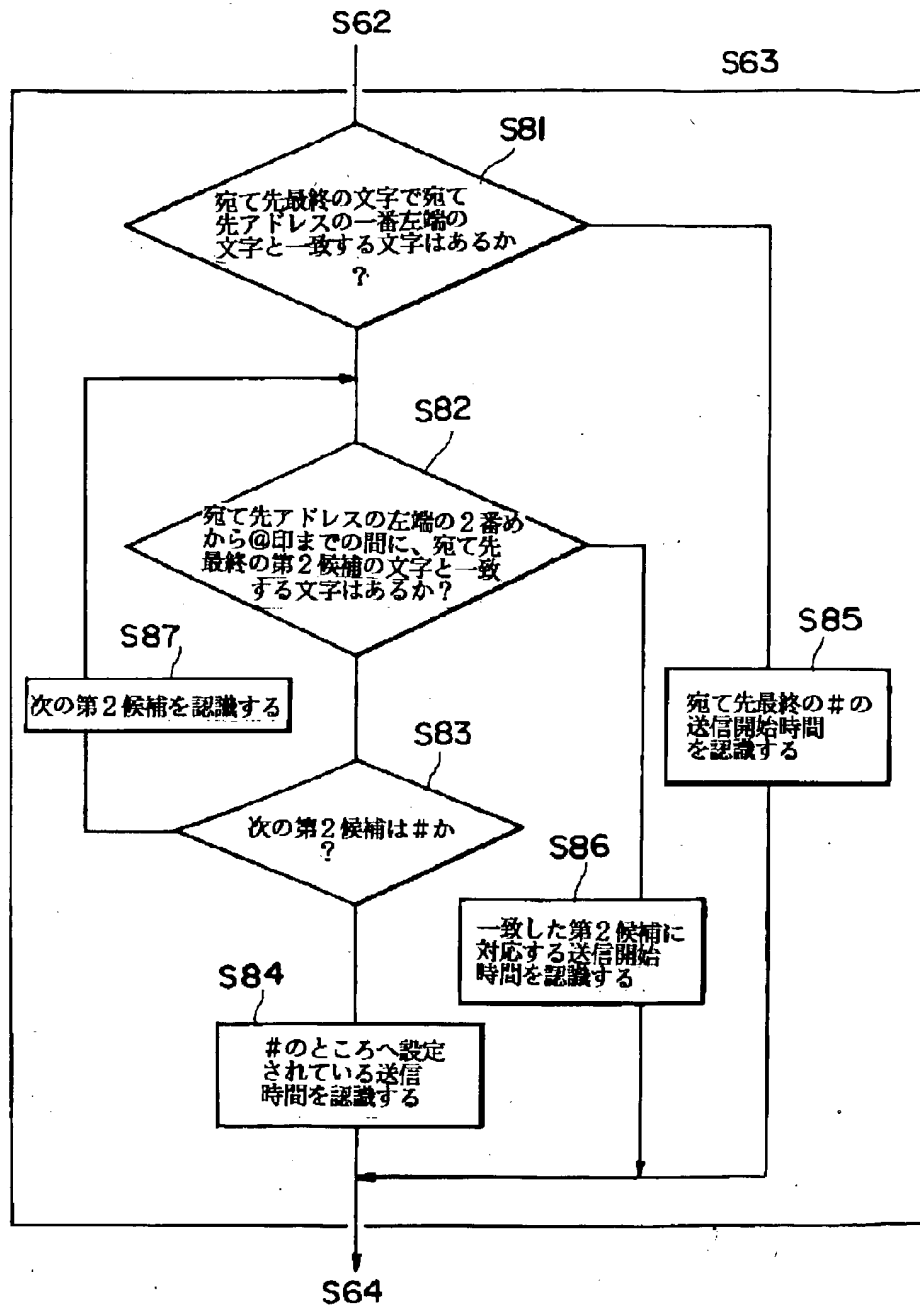 S62
S63
S81
宛て先最終の文字で宛て
先アドレスの一番左端の
文字と一致する文字はあるか
?
S82
宛て先アドレスの左端の2番め
から@印までの間に、宛て先
最終の第2候補の文字と一致
する文字はあるか?
S87
次の第2候補を認識する
S85
宛て先最終の#の
送信開始時間
を認識する
S83
次の第2候補は#か
?
S86
一致した第2候補に
対応する送信開始
時間を認識する
S84
#のところへ設定
されている送信
時間を認識する
S64